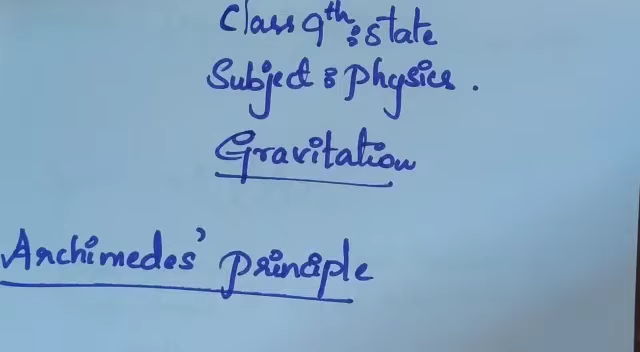 Class 9th : state
Subject : Physics .
Gravitation
Archimedes' principle